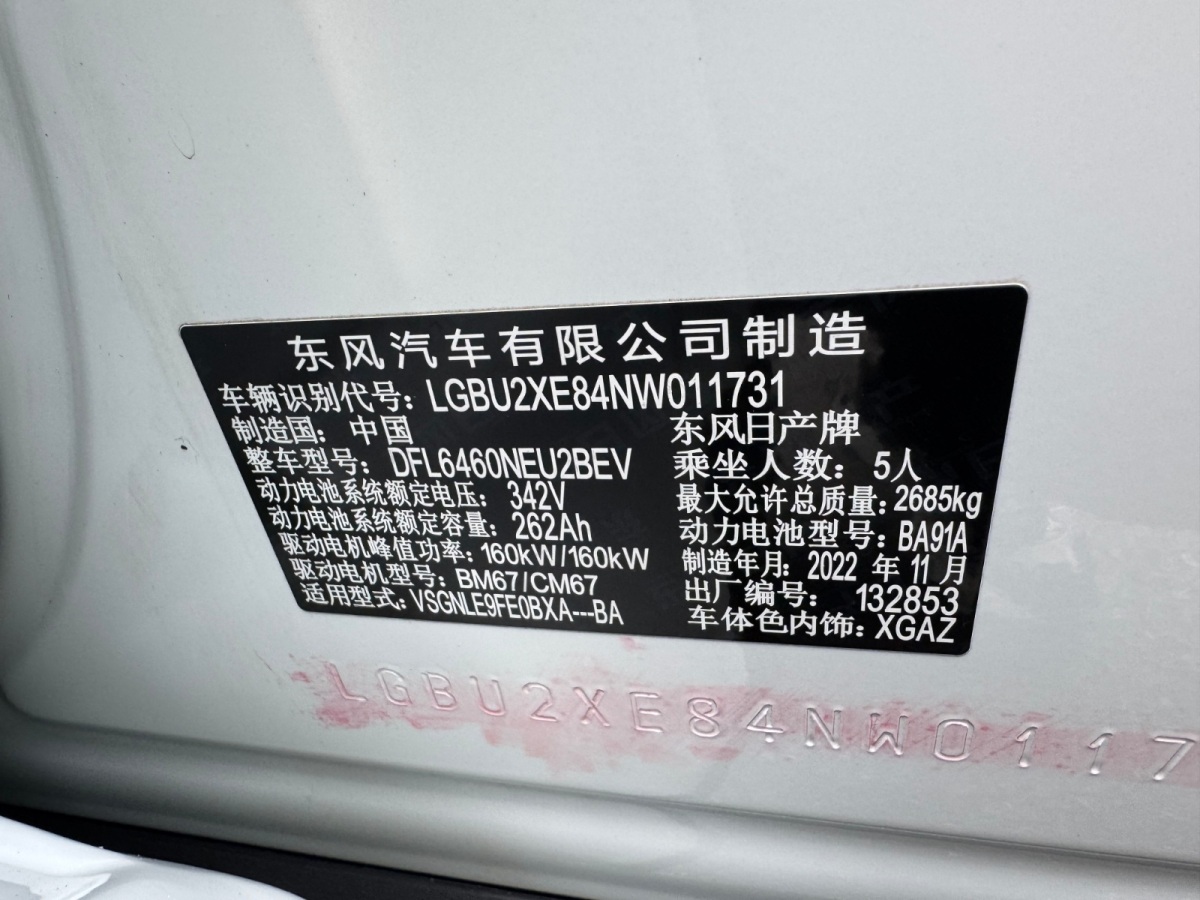 东风汽车有限公司制造
车辆识别代号：LGBU2XE84NW011731
制造国：中国 东风日产牌
整车型号：DFL6460NEU2BEV 乘坐人数：5人
动力电池系统额定电压：342V 最大允许总质量：2685kg
动力电池系统额定容量：262Ah 动力电池型号：BA91A
驱动电机峰值功率：160kW/160kW 制造年月：2022 年 11 月
驱动电机型号：BM67/CM67 出厂编号：132853
适用型式：VSGNLE9FE0BXA---BA 车体色内饰：XGAZ
LGBU2XE84NW0117